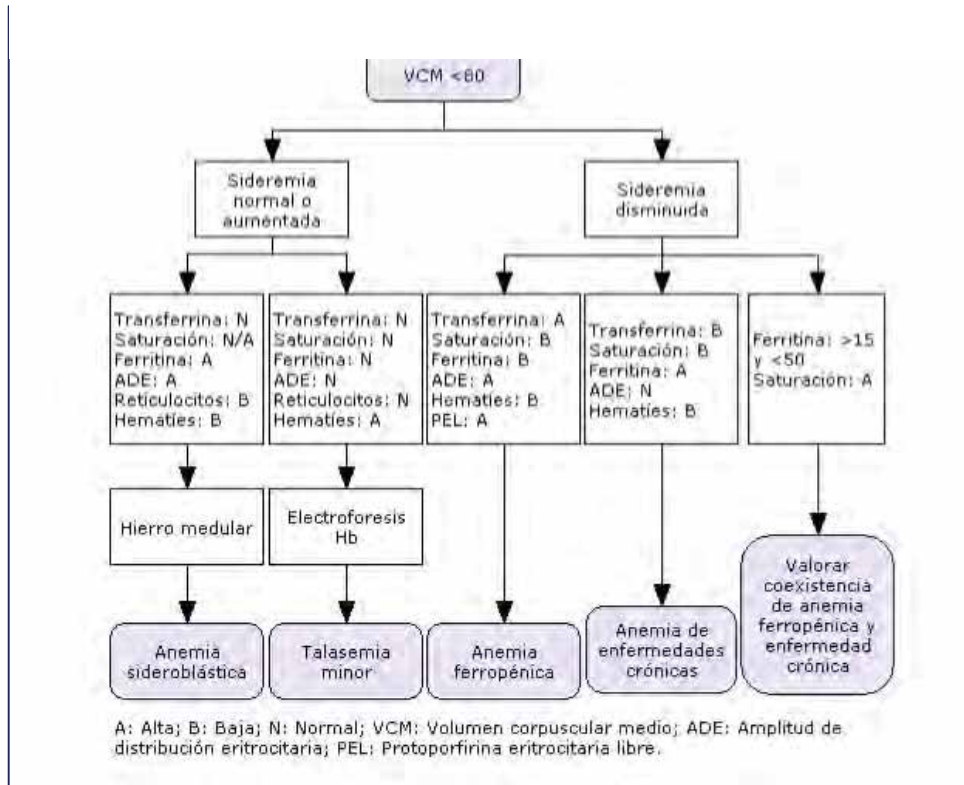 VCM <80
Sideremia
normal o
aumentada
Sideremia
disminuida
Transferrina: N
Saturación: N/A
Ferritina: A
ADE: A
Retículocitos: B
Hematíes: B
Transferrina: N
Saturación: N
Ferritina: N
ADE: N
Reticulocitos: N
Hematíes: A
Transferrina: A
Saturación: B
Ferritina: B
ADE: A
Hematíes: B
PEL: A
Transferrina: B
Saturación: B
Ferritina: A
ADE: N
Hematíes: B
Ferritina: >15
y <50
Saturación: A
Hierro medular
Electroforesis
Hb
Anemia
sideroblástica
Talasemia
minor
Anemia
ferropénica
Anemia de
enfermedades
crónicas
Valorar
coexistencia
de anemia
ferropénica y
enfermedad
crónica
A: Alta; B: Baja; N: Normal; VCM: Volumen corpuscular medio; ADE: Amplitud de
distribución eritrocitaria; PEL: Protoporfirina eritrocitaria libre.